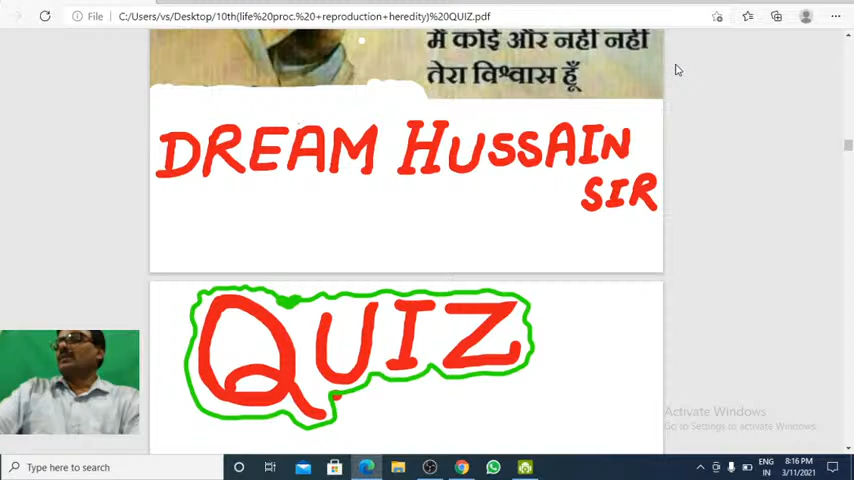 File
C:/Users/vs/Desktop/10th(life%20proc.%20+reproduction+heredity)%20QUIZ.pdf
मैं कोई और नहीं नहीं
तेरा विश्वास हूँ
DREAM HUSSAIN
SIR
QUIZ
Activate Windows
Go to Settings to activate Windows.
Type here to search
ENG
IN
8:16 PM
3/11/2021